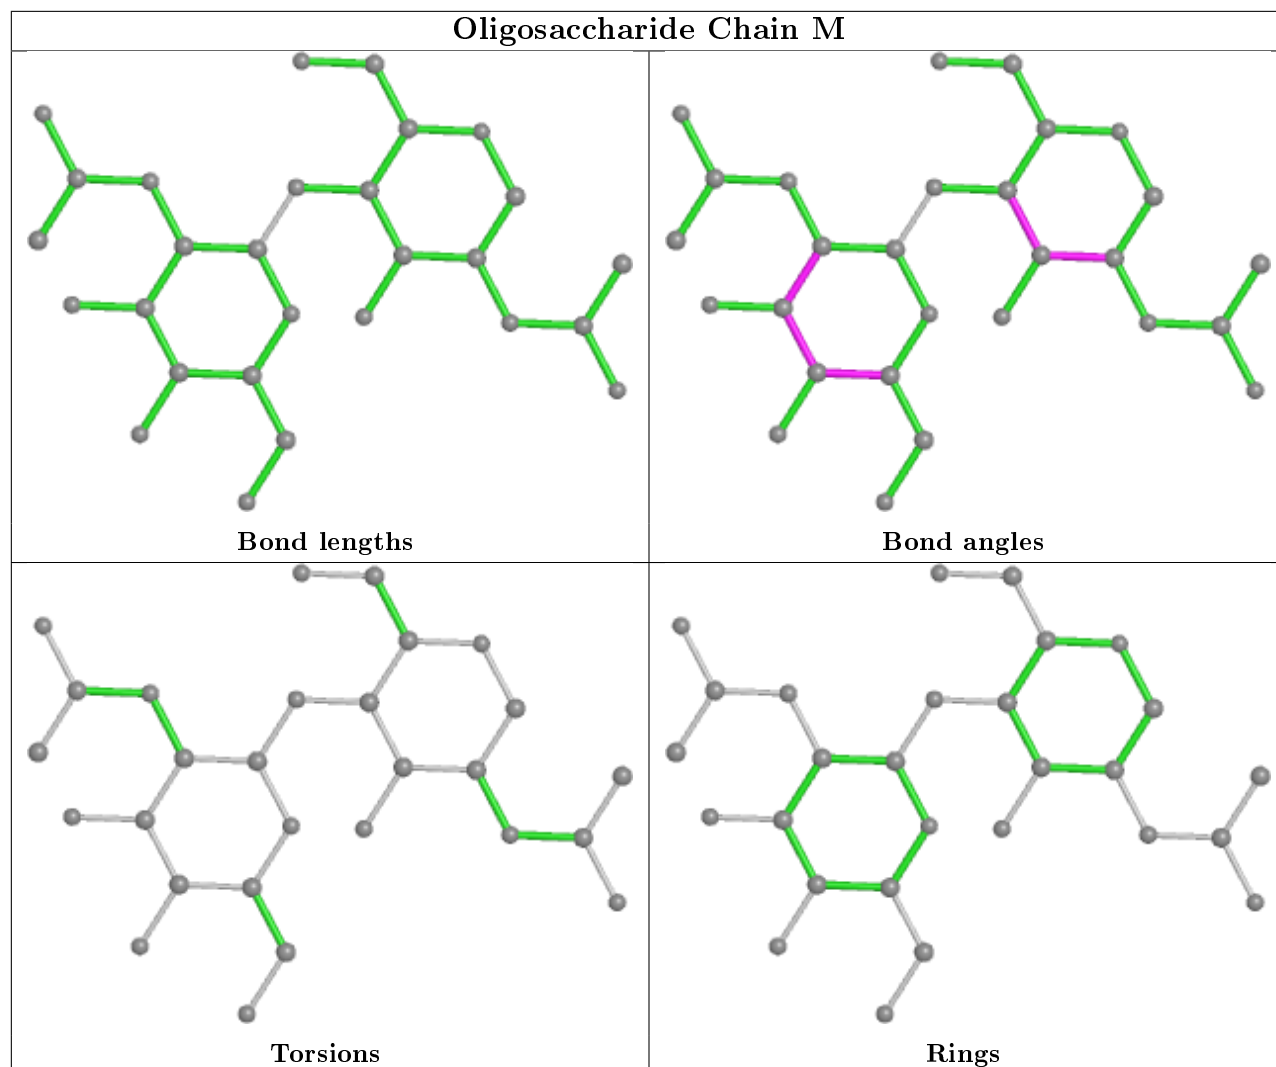 Oligosaccharide Chain M
Bond lengths
Bond angles
Torsions
Rings